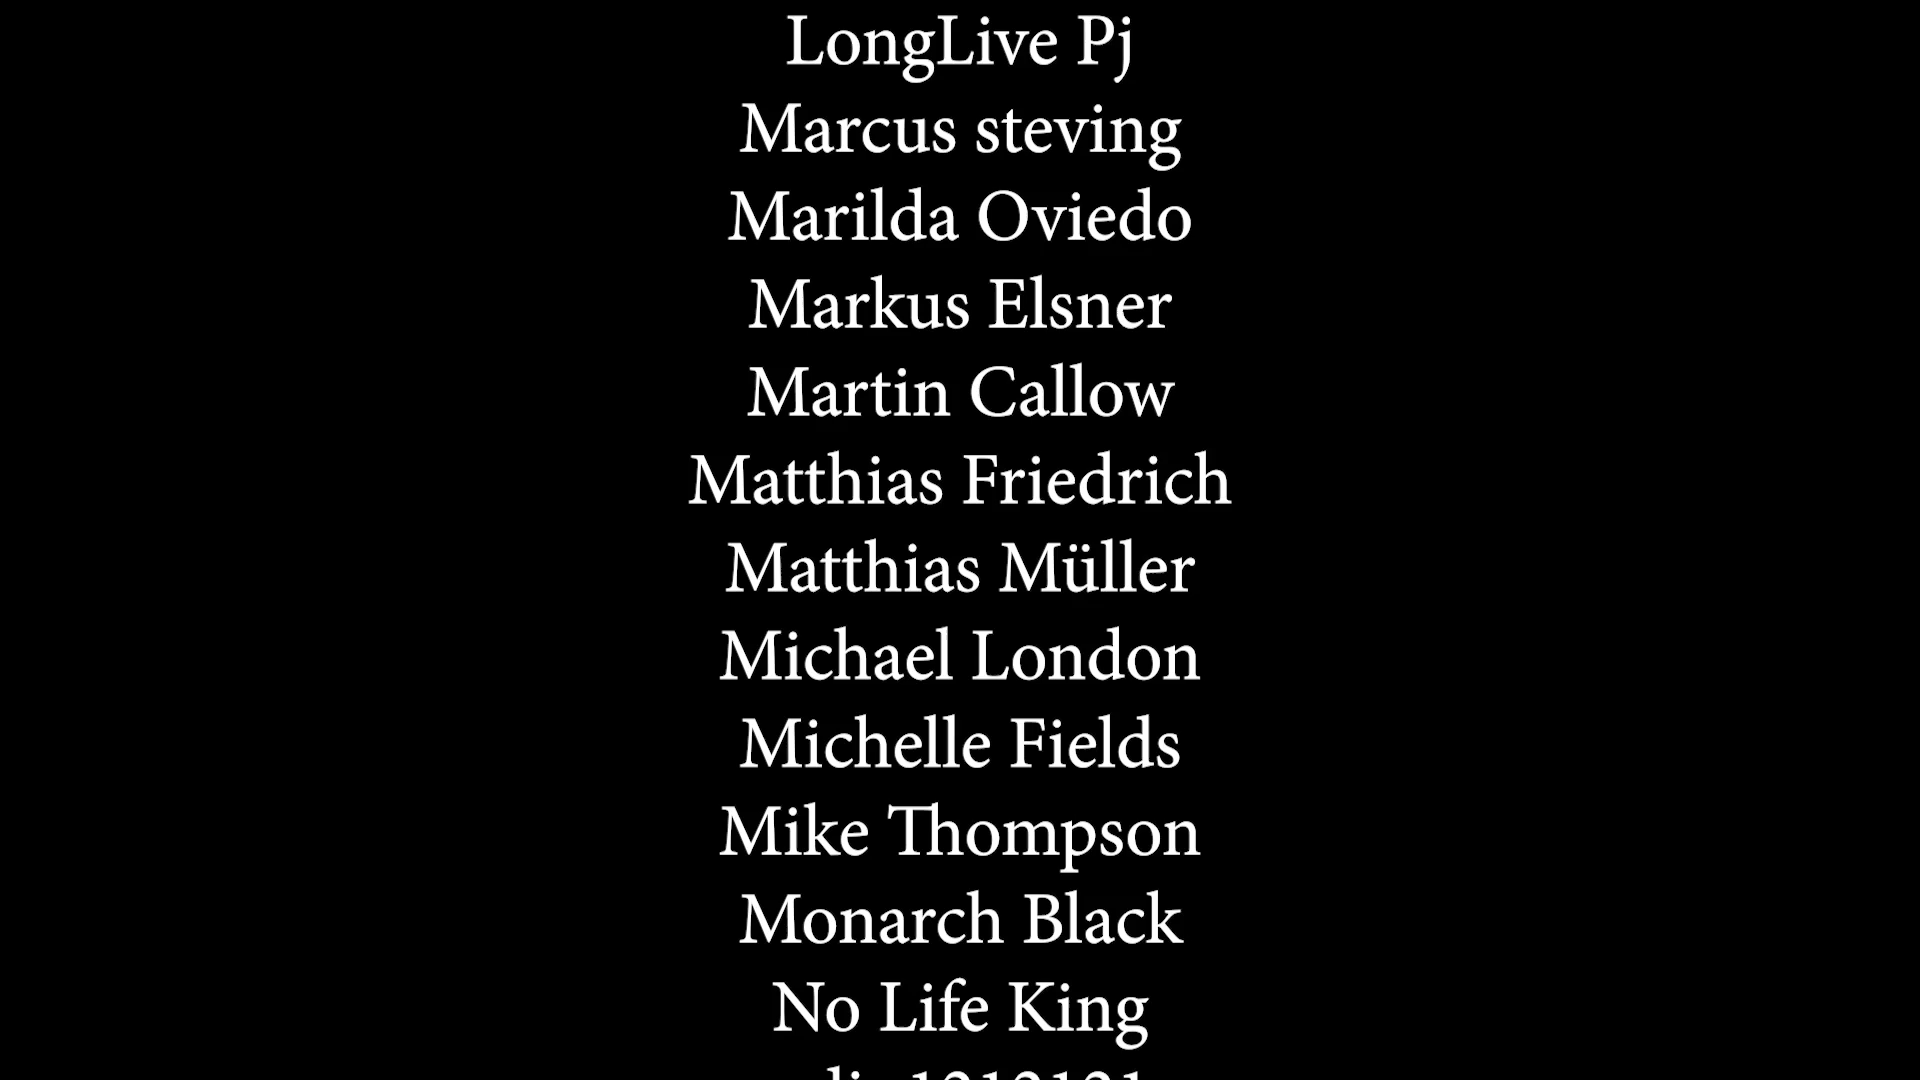 LongLive Pj
Marcus steving
Marilda Oviedo
Markus Elsner
Martin Callow
Matthias Friedrich
Matthias Müller
Michael London
Michelle Fields
Mike Thompson
Monarch Black
No Life King